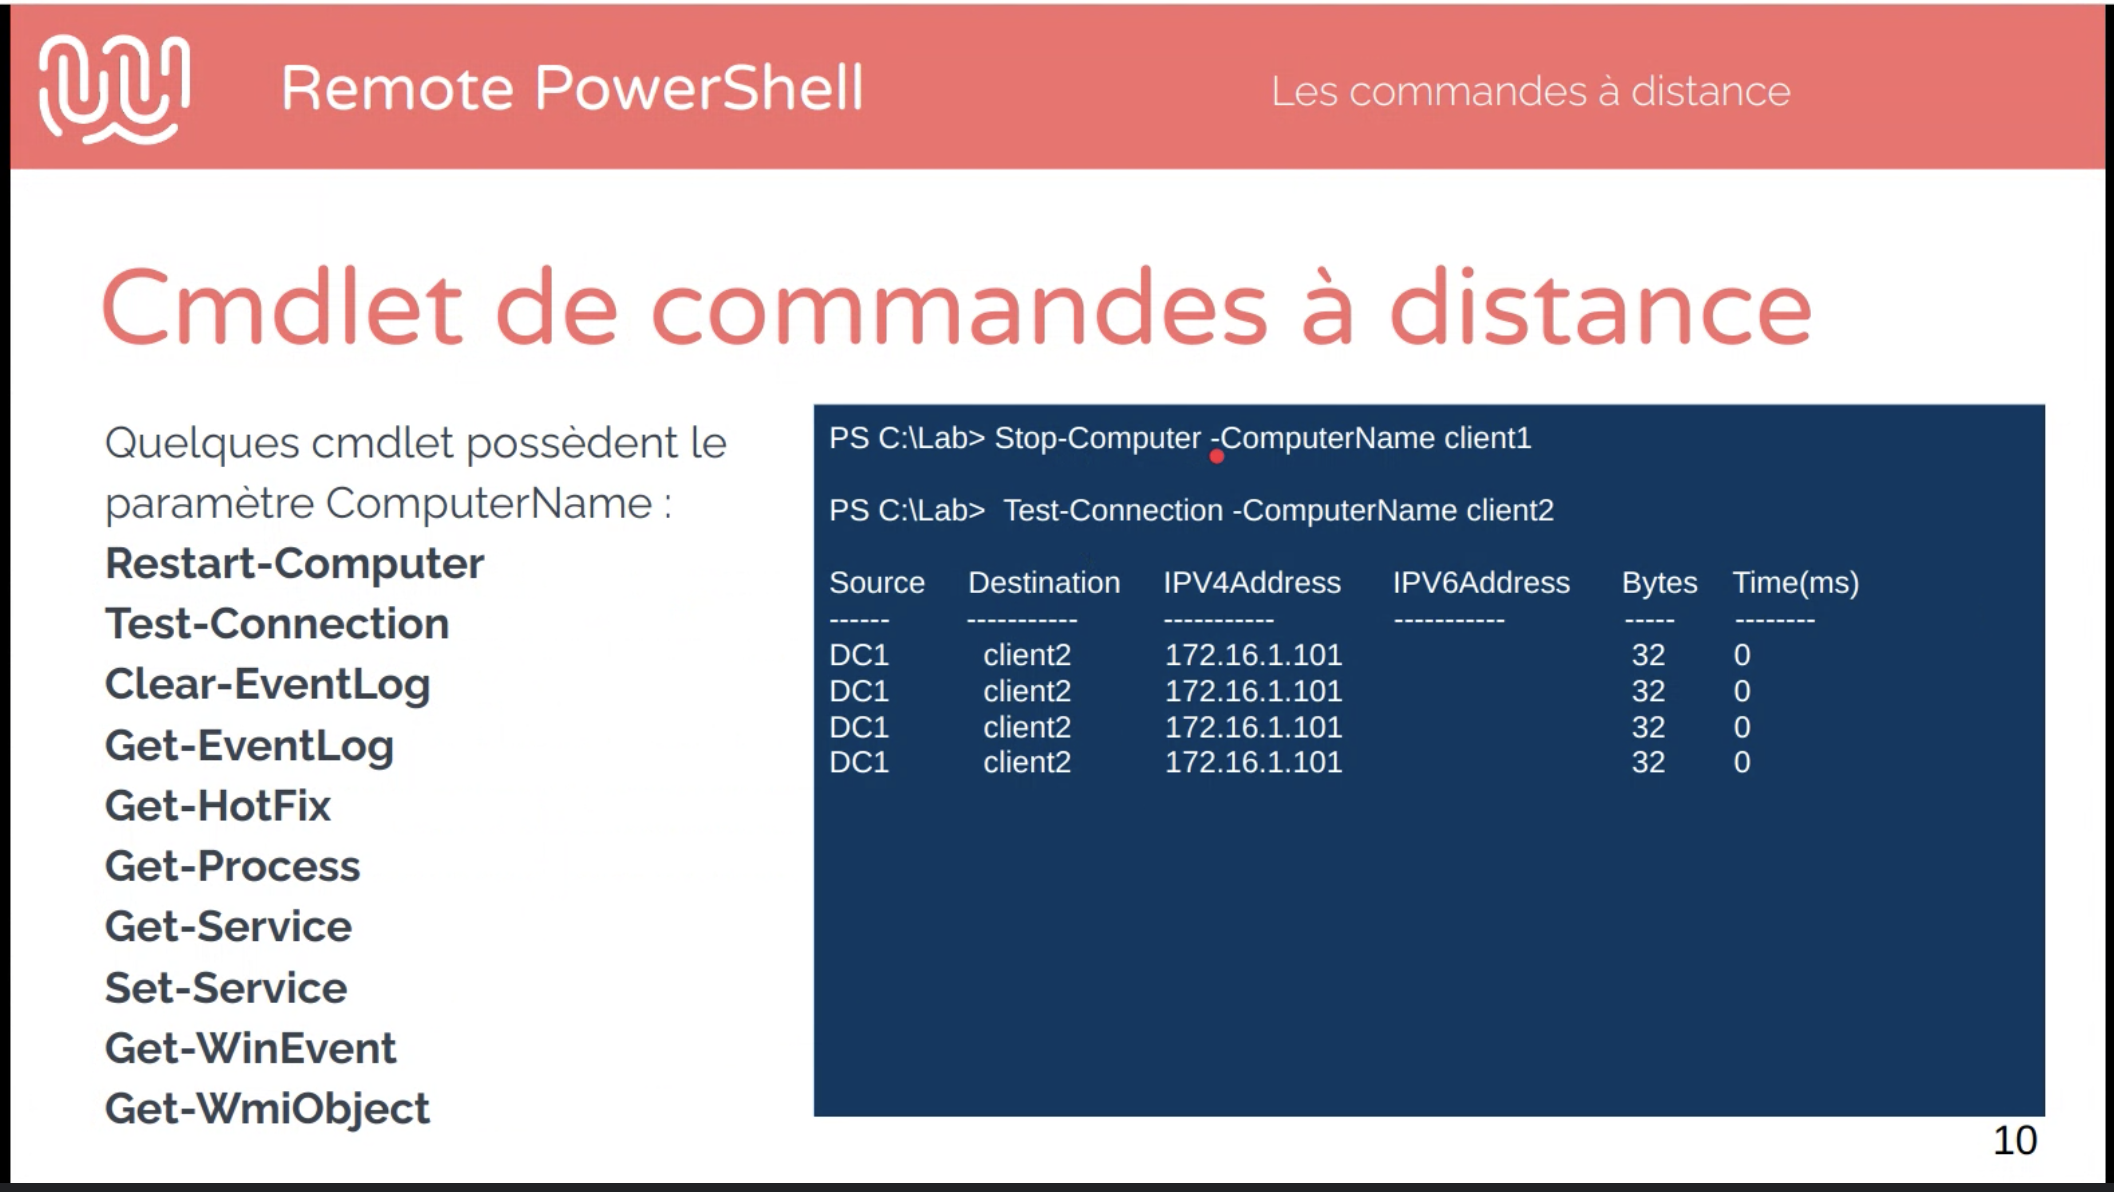 Remote PowerShell
Les commandes à distance
Cmdlet de commandes à distance
Quelques cmdlet possèdent le
paramètre ComputerName :
Restart-Computer
Test-Connection
Clear-EventLog
Get-EventLog
Get-HotFix
Get-Process
Get-Service
Set-Service
Get-WinEvent
Get-WmiObject
PS C:\Lab> Stop-Computer -ComputerName client1
PS C:\Lab> Test-Connection -ComputerName client2
Source Destination IPV4Address IPV6Address Bytes Time(ms)
------ ----------- ----------- ----------- ----- --------
DC1 client2 172.16.1.101 32 0
DC1 client2 172.16.1.101 32 0
DC1 client2 172.16.1.101 32 0
DC1 client2 172.16.1.101 32 0
10